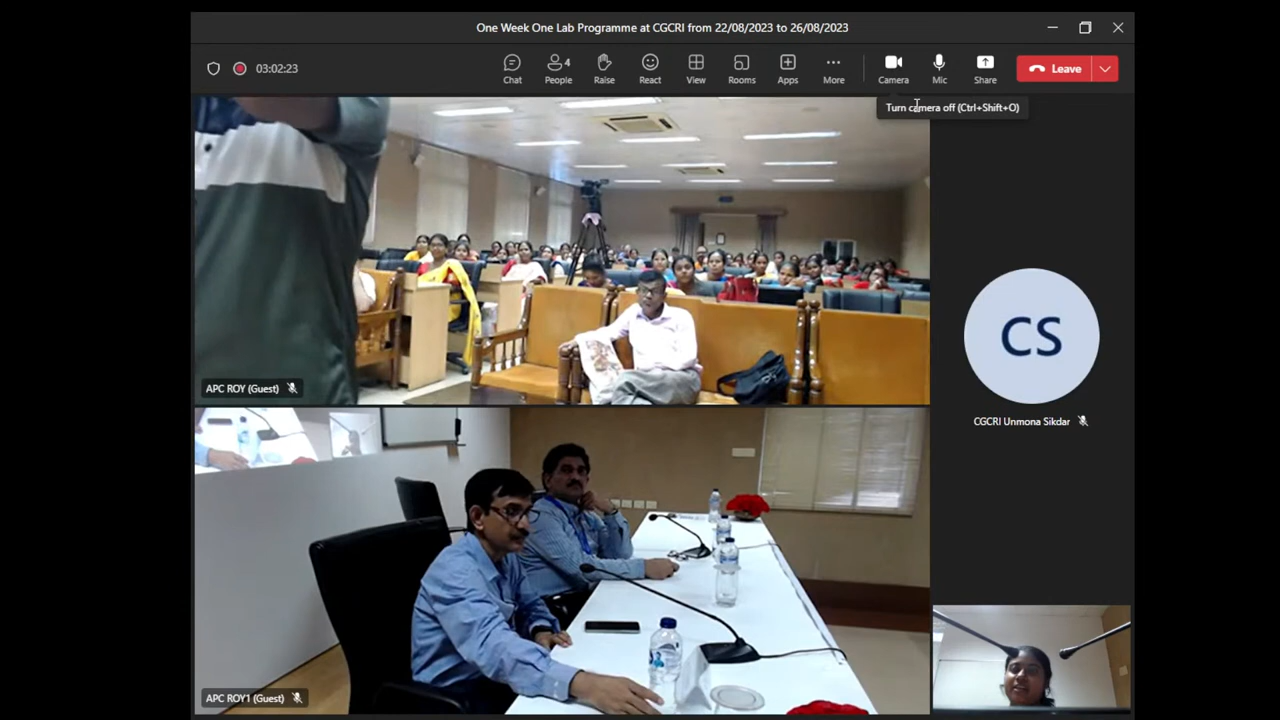 One Week One Lab Programme at CGCRI from 22/08/2023 to 26/08/2023
03:02:23
Chat
People 4
Raise
React
View
Rooms
Apps
More
Camera
Mic
Share
Leave
Turn camera off (Ctrl+Shift+O)
APC ROY (Guest)
CS
CGCRI Unmona Sikdar
APC ROY1 (Guest)